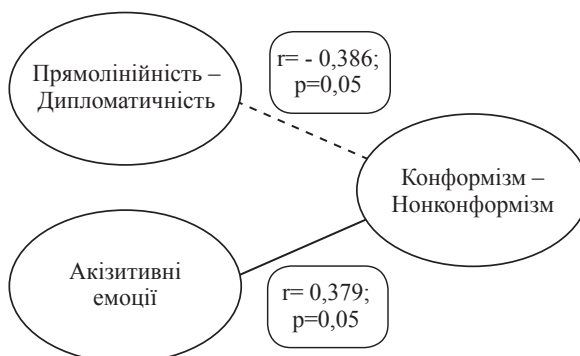 Прямолінійність –
Дипломатичність
r= - 0,386;
p=0,05
Конформізм –
Нонконформізм
Акізитивні
емоції
r= 0,379;
p=0,05